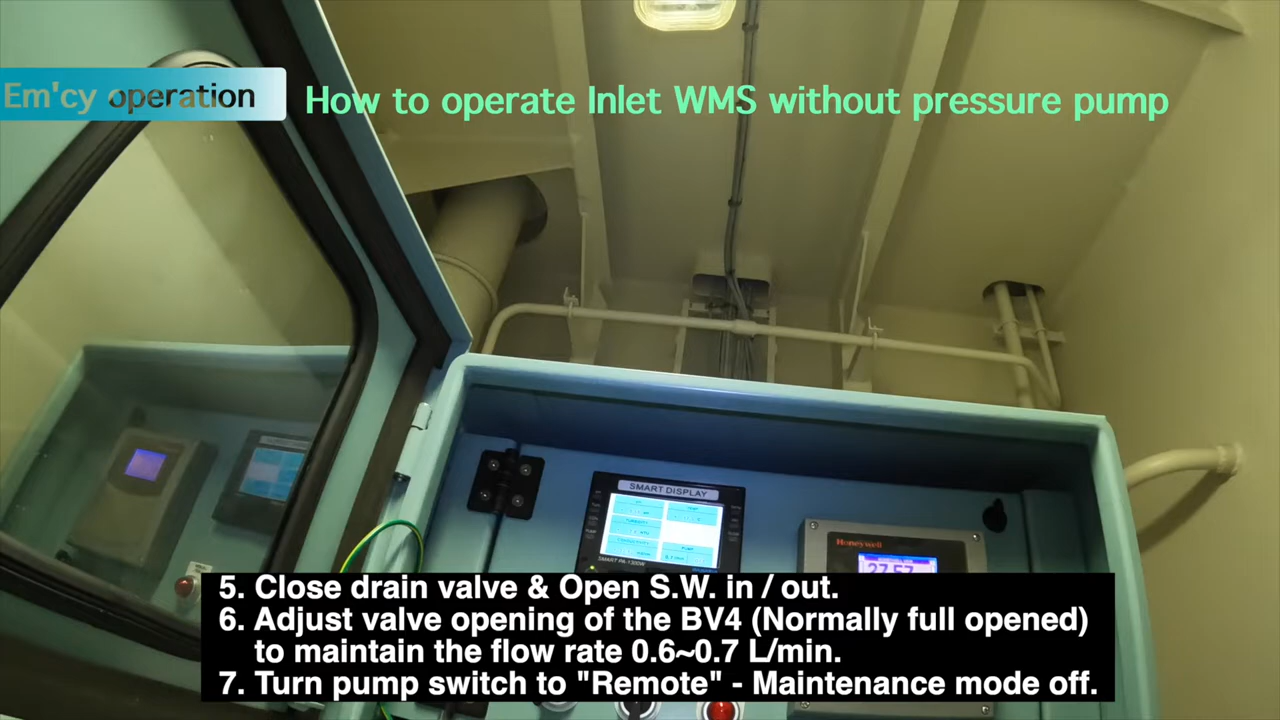 Em'cy operation
How to operate Inlet WMS without pressure pump
SMART DISPLAY
Honeywell
27.57
5. Close drain valve & Open S.W. in / out.
6. Adjust valve opening of the BV4 (Normally full opened)
to maintain the flow rate 0.6~0.7 L/min.
7. Turn pump switch to "Remote" - Maintenance mode off.